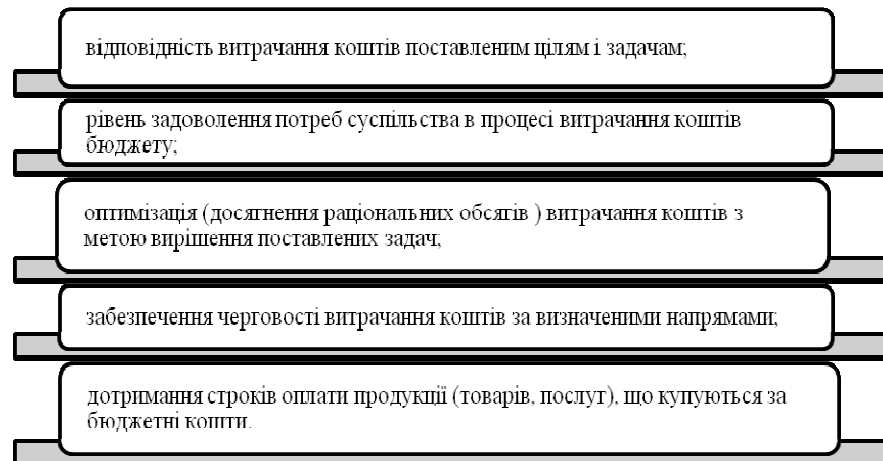 відповідність витрачання коштів поставленим цілям і задачам;
рівень задоволення потреб суспільства в процесі витрачання коштів
бюджету;
оптимізація (досягнення раціональних обсягів ) витрачання коштів з
метою вирішення поставлених задач;
забезпечення черговості витрачання коштів за визначеними напрямами;
дотримання строків оплати продукції (товарів, послуг), що купуються за
бюджетні кошти.